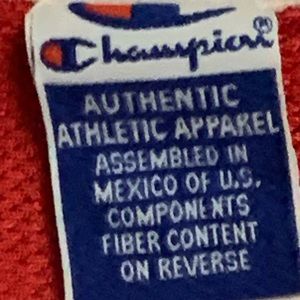 Champion®
AUTHENTIC
ATHLETIC APPAREL
ASSEMBLED IN
MEXICO OF U.S.
COMPONENTS
FIBER CONTENT
ON REVERSE